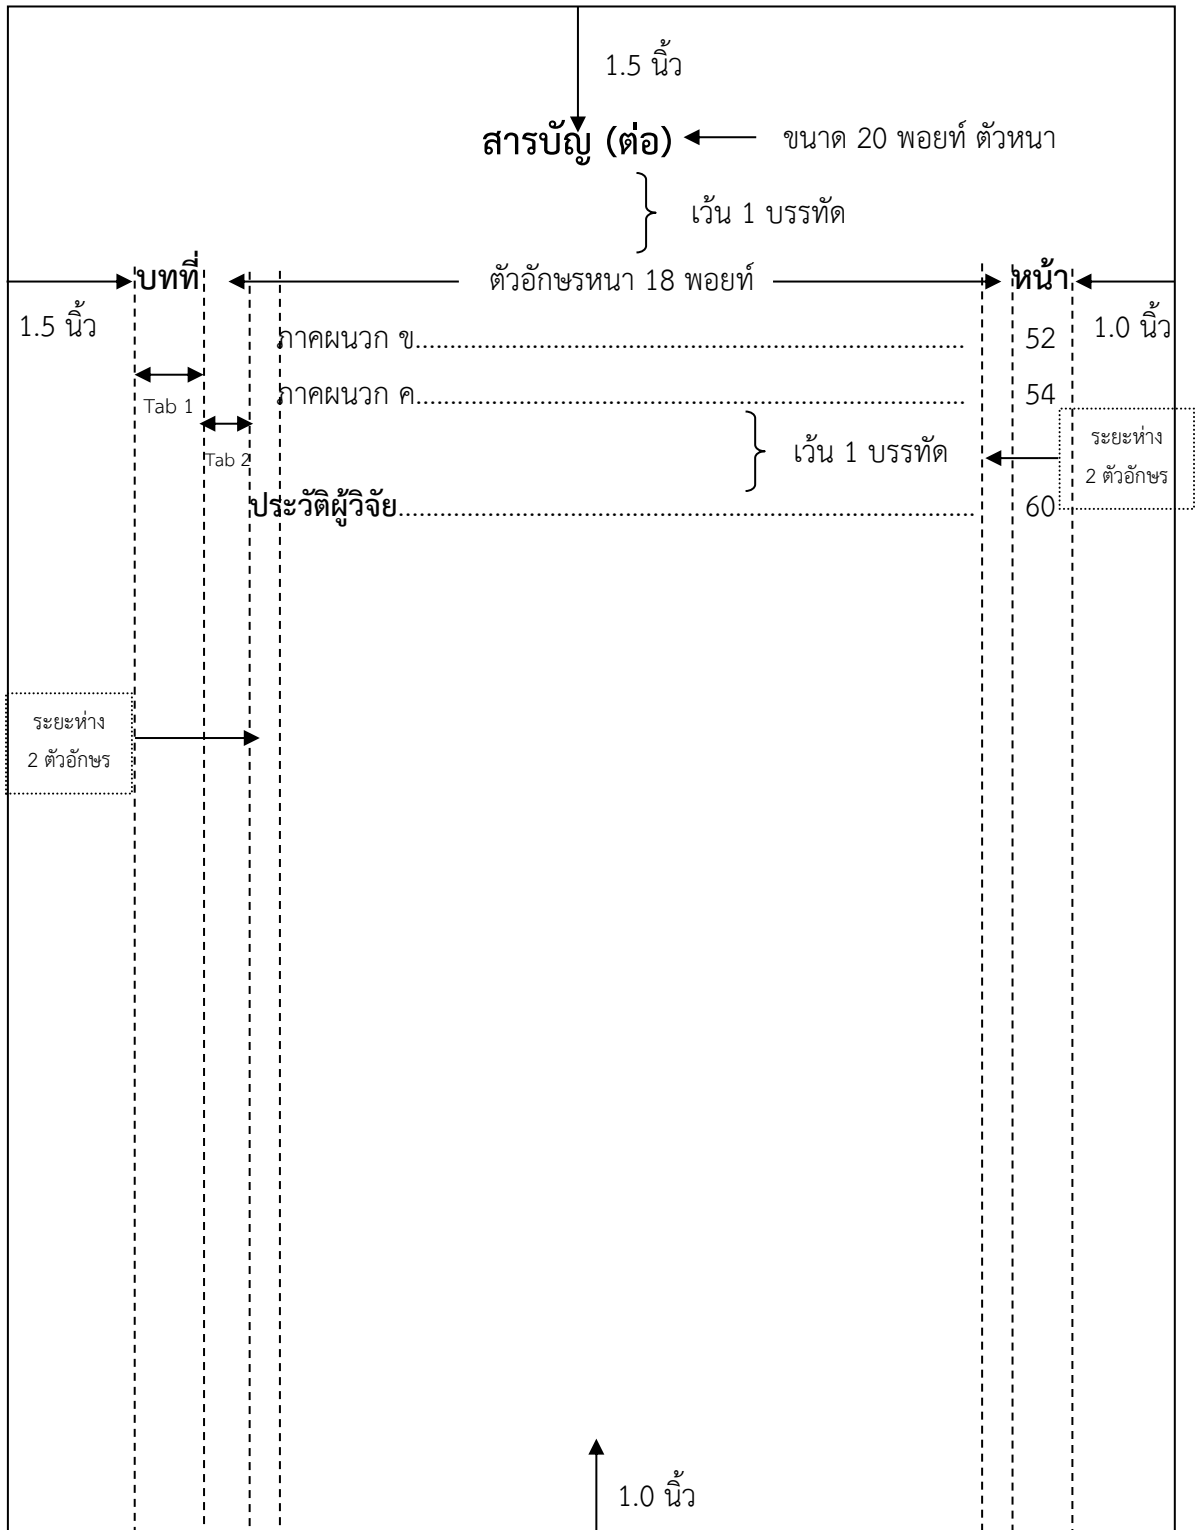 1.5 นิ้ว
สารบัญ (ต่อ) ขนาด 20 พอยท์ ตัวหนา
เว้น 1 บรรทัด
บทที่ ตัวอักษรหนา 18 พอยท์ หน้า
1.5 นิ้ว 1.0 นิ้ว
ภาคผนวก ข.......................................................................................... 52
ภาคผนวก ค.......................................................................................... 54
Tab 1
Tab 2
เว้น 1 บรรทัด
ระยะห่าง
2 ตัวอักษร
ประวัติผู้วิจัย............................................................................................... 60
ระยะห่าง
2 ตัวอักษร
1.0 นิ้ว